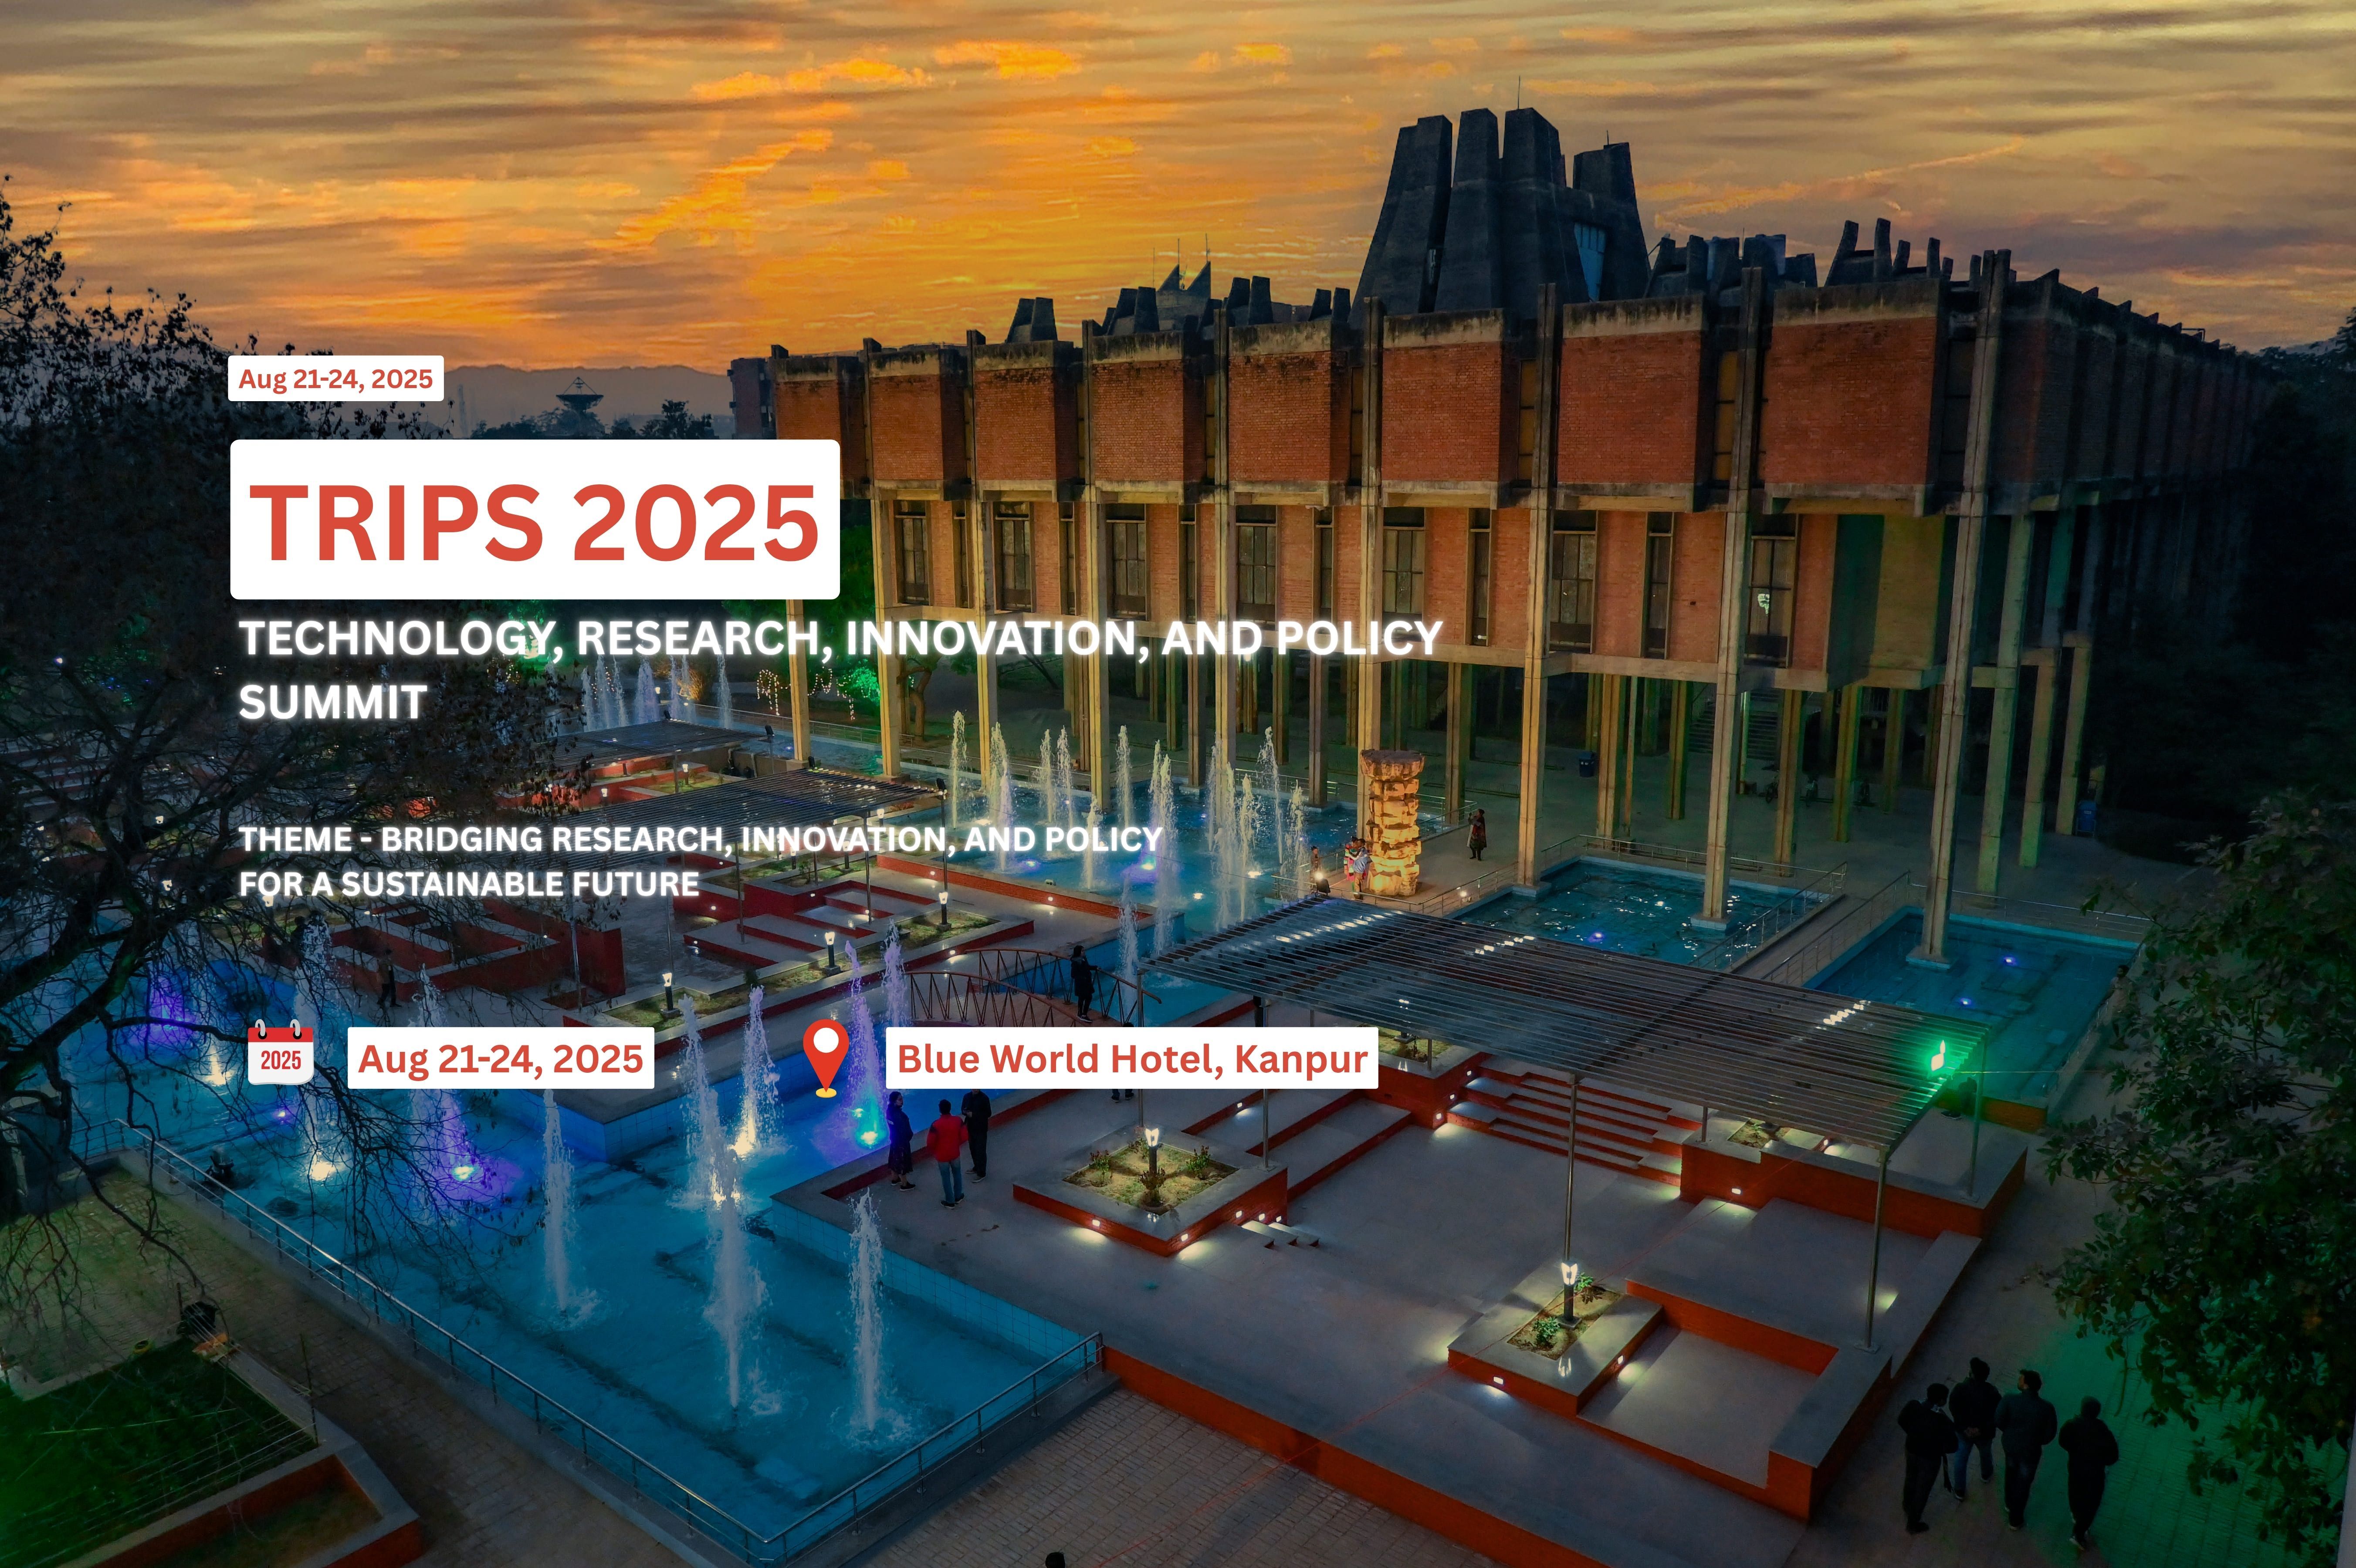 Aug 21-24, 2025
TRIPS 2025
TECHNOLOGY, RESEARCH, INNOVATION, AND POLICY
SUMMIT
THEME - BRIDGING RESEARCH, INNOVATION, AND POLICY
FOR A SUSTAINABLE FUTURE
2025
Aug 21-24, 2025
Blue World Hotel, Kanpur